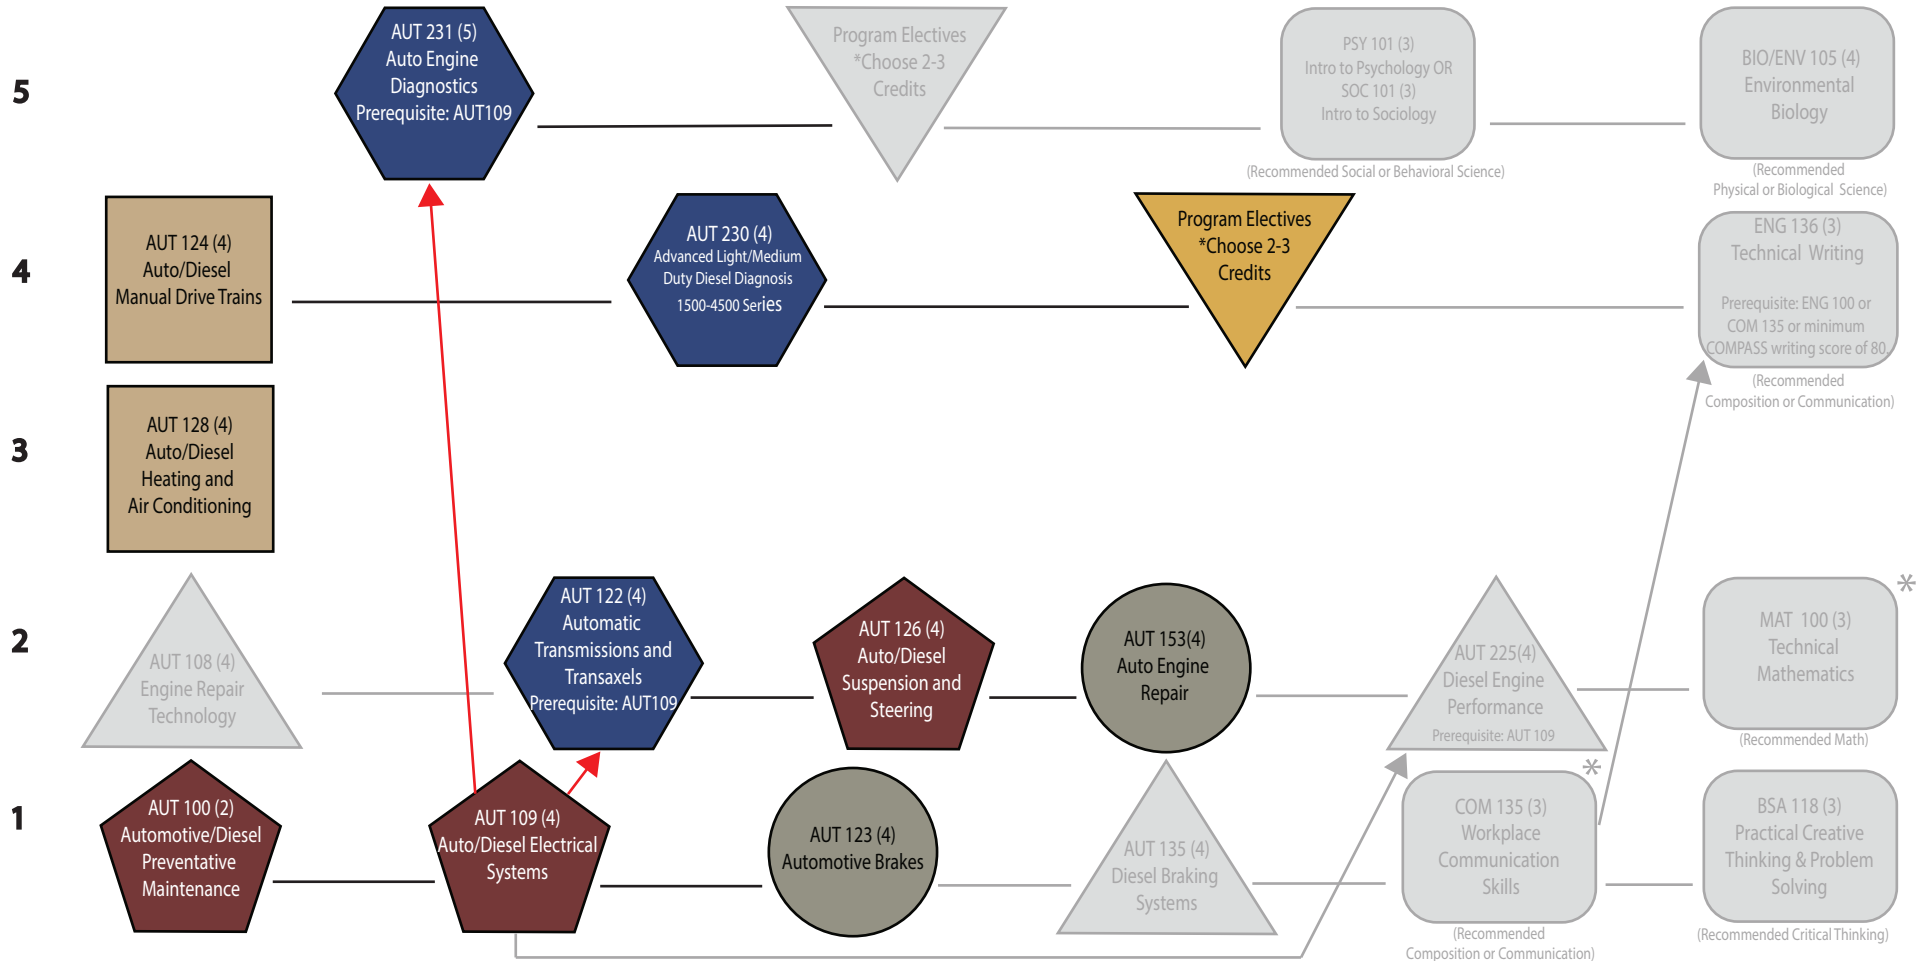 5
AUT 231 (5)
Auto Engine
Diagnostics
Prerequisite: AUT109
Program Electives
*Choose 2-3
Credits
PSY 101 (3)
Intro to Psychology OR
SOC 101 (3)
Intro to Sociology
(Recommended Social or Behavioral Science)
BIO/ENV 105 (4)
Environmental
Biology
(Recommended
Physical or Biological Science)
4
AUT 124 (4)
Auto/Diesel
Manual Drive Trains
AUT 230 (4)
Advanced Light/Medium
Duty Diesel Diagnosis
1500-4500 Series
Program Electives
*Choose 2-3
Credits
ENG 136 (3)
Technical Writing
Prerequisite: ENG 100 or
COM 135 or minimum
COMPASS writing score of 80.
(Recommended
Composition or Communication)
3
AUT 128 (4)
Auto/Diesel
Heating and
Air Conditioning
2
AUT 108 (4)
Engine Repair
Technology
AUT 122 (4)
Automatic
Transmissions and
Transaxels
Prerequisite: AUT109
AUT 126 (4)
Auto/Diesel
Suspension and
Steering
AUT 153(4)
Auto Engine
Repair
AUT 225(4)
Diesel Engine
Performance
Prerequisite: AUT 109
*
MAT 100 (3)
Technical
Mathematics
(Recommended Math)
1
AUT 100 (2)
Automotive/Diesel
Preventative
Maintenance
AUT 109 (4)
Auto/Diesel Electrical
Systems
AUT 123 (4)
Automotive Brakes
AUT 135 (4)
Diesel Braking
Systems
*
COM 135 (3)
Workplace
Communication
Skills
(Recommended
Composition or Communication)
BSA 118 (3)
Practical Creative
Thinking & Problem
Solving
(Recommended Critical Thinking)